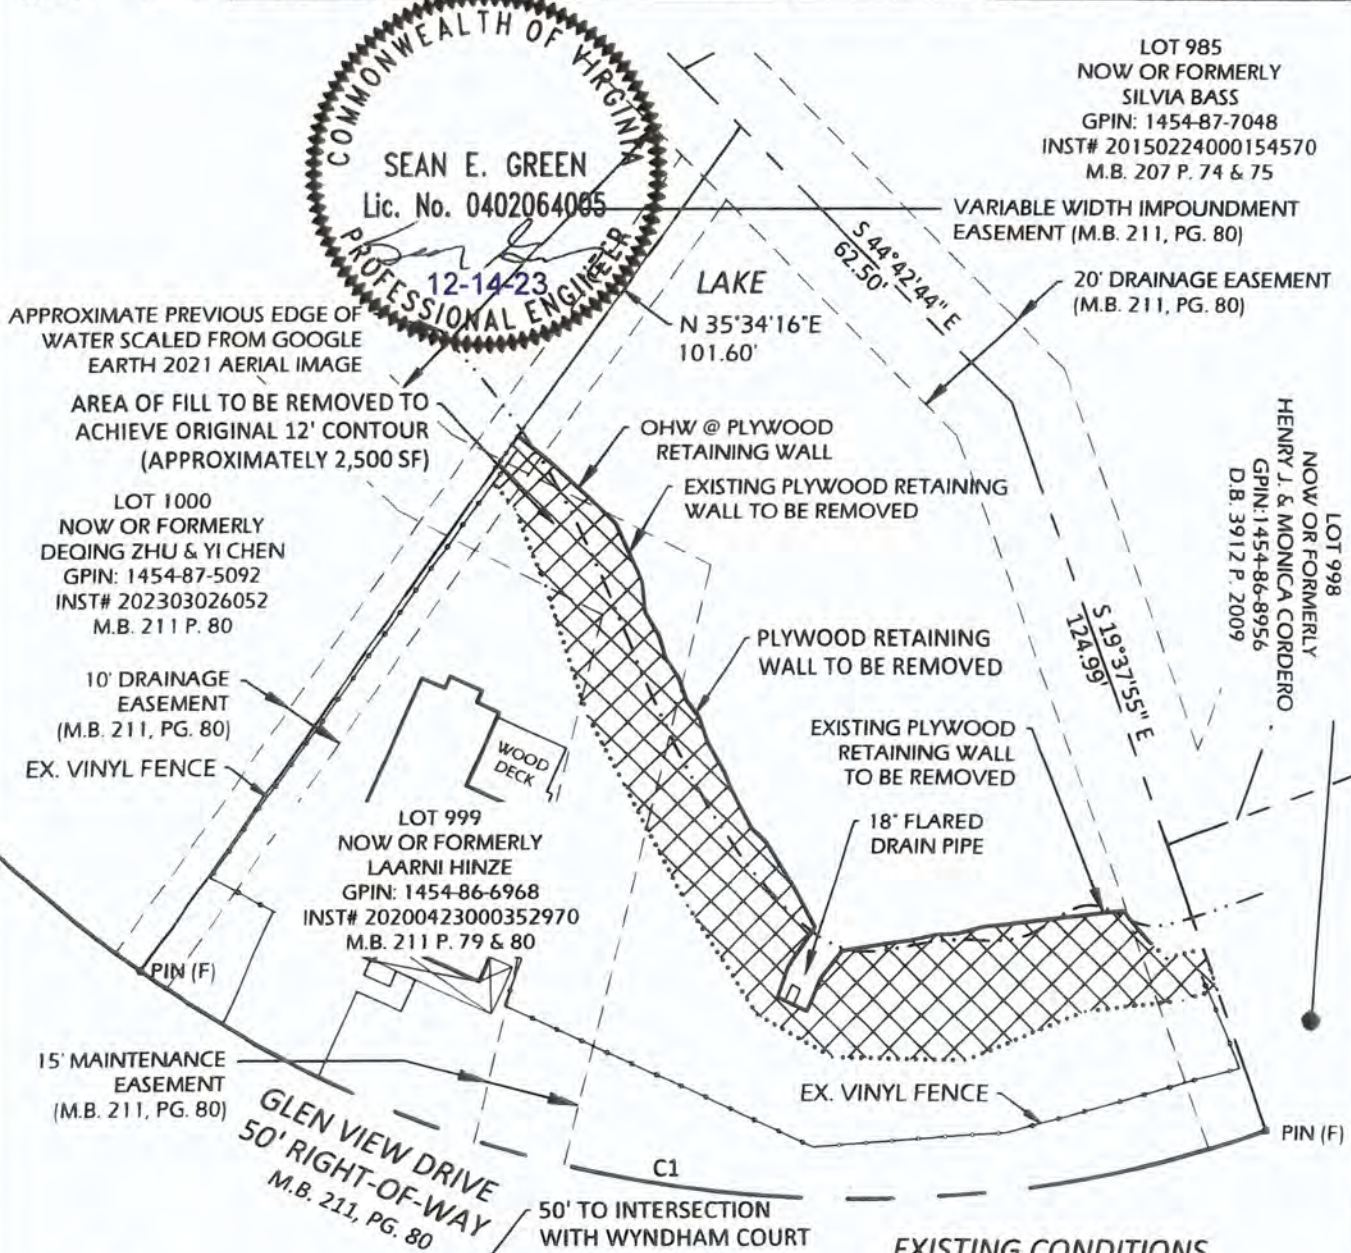 COMMONWEALTH OF VIRGINIA
SEAN E. GREEN
Lic. No. 0402064005
12-14-23
PROFESSIONAL ENGINEER
LOT 985
NOW OR FORMERLY
SILVIA BASS
GPIN: 1454-87-7048
INST# 20150224000154570
M.B. 207 P. 74 & 75
VARIABLE WIDTH IMPOUNDMENT
EASEMENT (M.B. 211, PG. 80)
S 44°42'44" E
62.50'
20' DRAINAGE EASEMENT
(M.B. 211, PG. 80)
LAKE
N 35°34'16"E
101.60'
APPROXIMATE PREVIOUS EDGE OF
WATER SCALED FROM GOOGLE
EARTH 2021 AERIAL IMAGE
AREA OF FILL TO BE REMOVED TO
ACHIEVE ORIGINAL 12' CONTOUR
(APPROXIMATELY 2,500 SF)
OHW @ PLYWOOD
RETAINING WALL
EXISTING PLYWOOD RETAINING
WALL TO BE REMOVED
LOT 998
NOW OR FORMERLY
HENRY J. & MONICA CORDERO
GPIN:1454-86-8956
D.B. 3912 P. 2009
LOT 1000
NOW OR FORMERLY
DEQING ZHU & YI CHEN
GPIN: 1454-87-5092
INST# 202303026052
M.B. 211 P. 80
S 19°37'55" E
124.99'
PLYWOOD RETAINING
WALL TO BE REMOVED
10' DRAINAGE
EASEMENT
(M.B. 211, PG. 80)
EX. VINYL FENCE
WOOD
DECK
EXISTING PLYWOOD
RETAINING WALL
TO BE REMOVED
18" FLARED
DRAIN PIPE
LOT 999
NOW OR FORMERLY
LAARNI HINZE
GPIN: 1454-86-6968
INST# 20200423000352970
M.B. 211 P. 79 & 80
PIN (F)
15' MAINTENANCE
EASEMENT
(M.B. 211, PG. 80)
EX. VINYL FENCE
PIN (F)
GLEN VIEW DRIVE
50' RIGHT-OF-WAY
M.B. 211, PG. 80
C1
50' TO INTERSECTION
WITH WYNDHAM COURT
EXISTING CONDITIONS